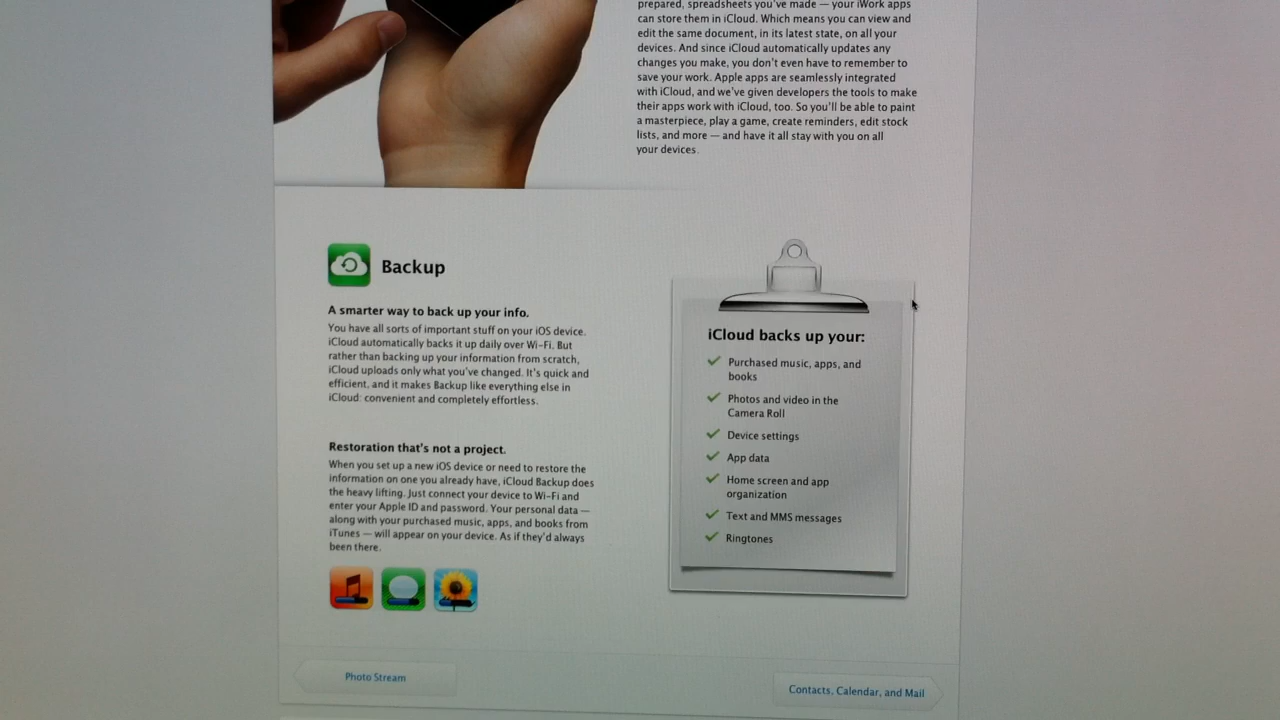 prepared, spreadsheets you've made — your iWork apps
can store them in iCloud. Which means you can view and
edit the same document, in its latest state, on all your
devices. And since iCloud automatically updates any
changes you make, you don't even have to remember to
save your work. Apple apps are seamlessly integrated
with iCloud, and we've given developers the tools to make
their apps work with iCloud, too. So you'll be able to paint
a masterpiece, play a game, create reminders, edit stock
lists, and more — and have it all stay with you on all
your devices.
Backup
A smarter way to back up your info.
You have all sorts of important stuff on your iOS device.
iCloud automatically backs it up daily over Wi-Fi. But
rather than backing up your information from scratch,
iCloud uploads only what you've changed. It's quick and
efficient, and it makes Backup like everything else in
iCloud: convenient and completely effortless.
Restoration that's not a project.
When you set up a new iOS device or need to restore the
information on one you already have, iCloud Backup does
the heavy lifting. Just connect your device to Wi-Fi and
enter your Apple ID and password. Your personal data —
along with your purchased music, apps, and books from
iTunes — will appear on your device. As if they'd always
been there.
iCloud backs up your:
Purchased music, apps, and
books
Photos and video in the
Camera Roll
Device settings
App data
Home screen and app
organization
Text and MMS messages
Ringtones
Photo Stream
Contacts, Calendar, and Mail